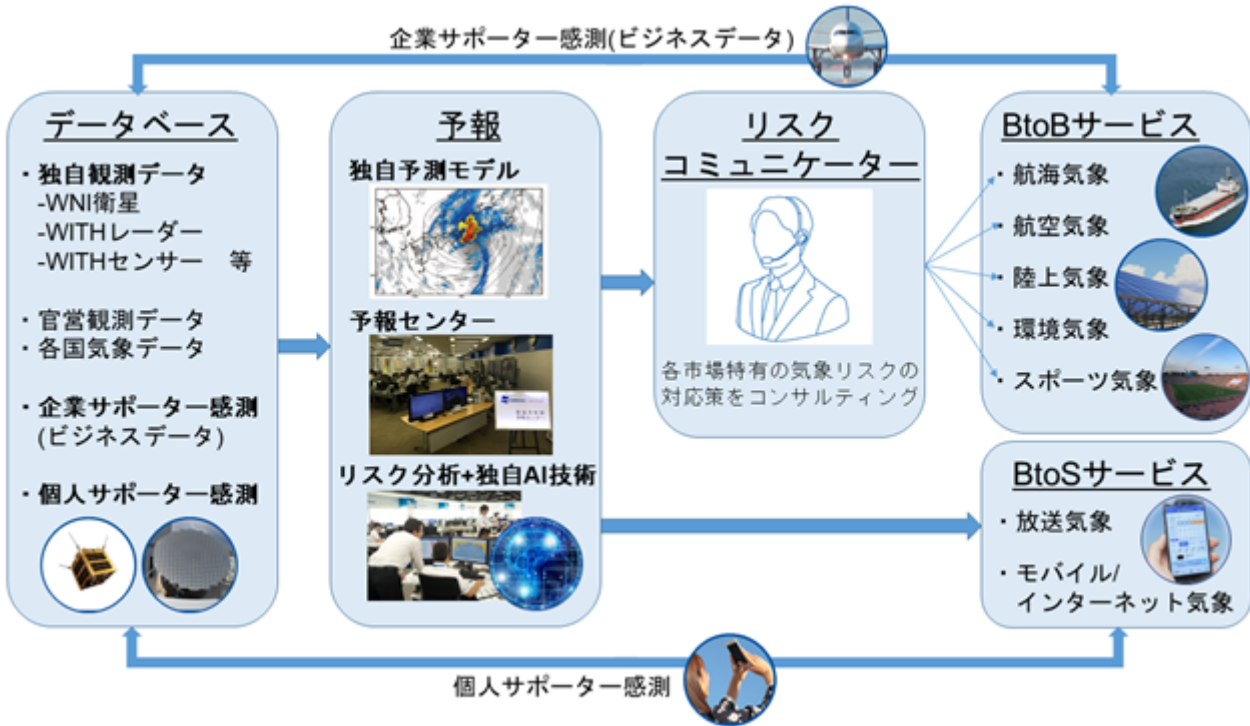 企業サポーター感測(ビジネスデータ)
データベース
・独自観測データ
-WNI衛星
-WITHレーダー
-WITHセンサー 等
・官営観測データ
・各国気象データ
・企業サポーター感測
(ビジネスデータ)
・個人サポーター感測
予報
独自予測モデル
予報センター
リスク分析+独自AI技術
リスク
コミュニケーター
各市場特有の気象リスクの
対応策をコンサルティング
BtoBサービス
・航海気象
・航空気象
・陸上気象
・環境気象
・スポーツ気象
BtoSサービス
・放送気象
・モバイル/
インターネット気象
個人サポーター感測